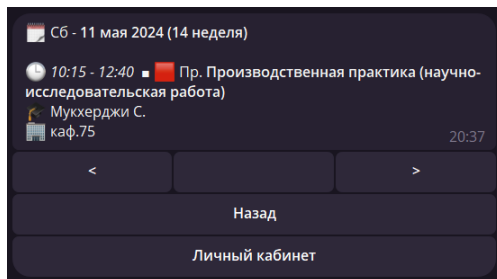 Сб - 11 мая 2024 (14 неделя)
10:15 - 12:40 ▪ Пр. Производственная практика (научно-
исследовательская работа)
Мукхерджи С.
каф.75
20:37
< >
Назад
Личный кабинет